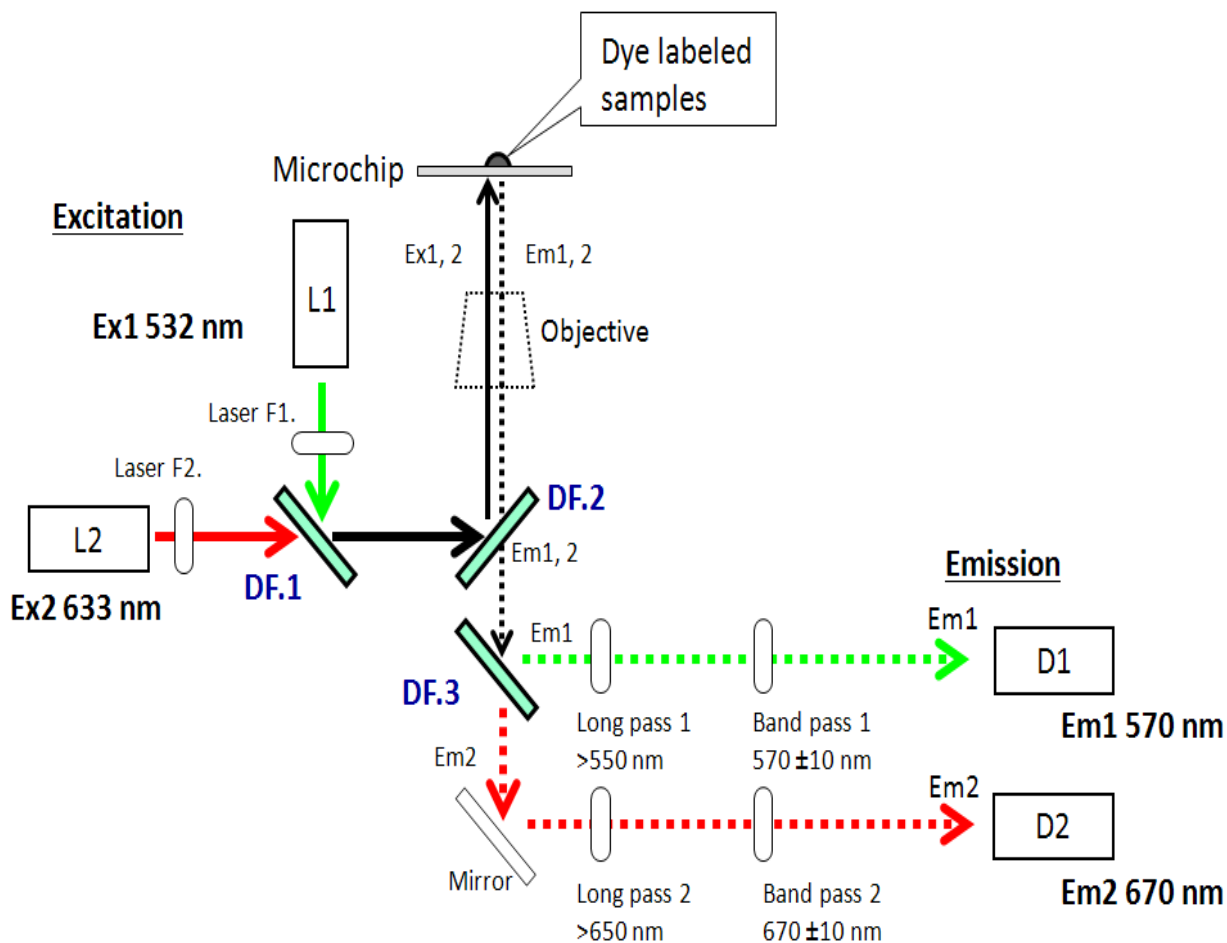 Dye labeled
samples
Microchip
Excitation
Ex1, 2
Em1, 2
L1
Ex1 532 nm
Objective
Laser F1.
Laser F2.
DF.2
L2
Em1, 2
DF.1
Emission
Ex2 633 nm
Em1
Em1
D1
DF.3
Long pass 1
>550 nm
Band pass 1
570 ±10 nm
Em1 570 nm
Em2
Em2
D2
Mirror
Long pass 2
>650 nm
Band pass 2
670 ±10 nm
Em2 670 nm